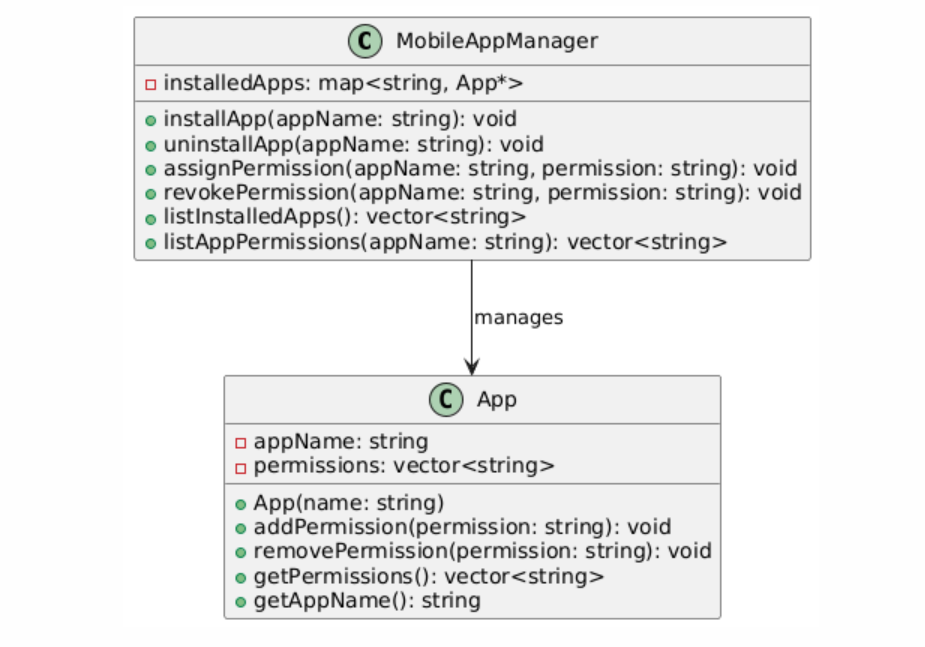 C MobileAppManager
installedApps: map<string, App*>
installApp(appName: string): void
uninstallApp(appName: string): void
assignPermission(appName: string, permission: string): void
revokePermission(appName: string, permission: string): void
listInstalledApps(): vector<string>
listAppPermissions(appName: string): vector<string>
manages
C App
appName: string
permissions: vector<string>
App(name: string)
addPermission(permission: string): void
removePermission(permission: string): void
getPermissions(): vector<string>
getAppName(): string